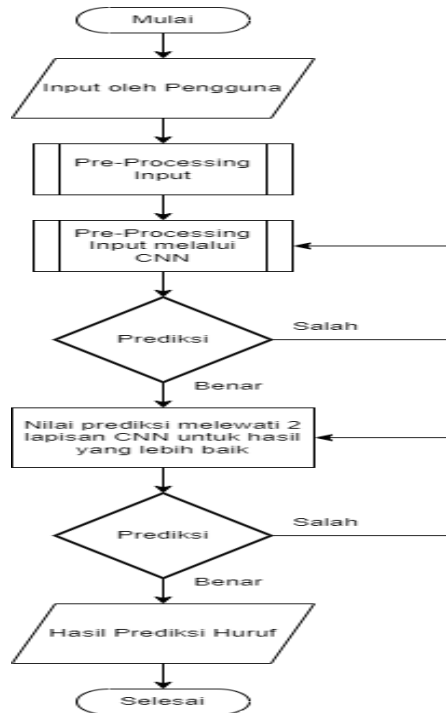 Mulai
Input oleh Pengguna
Pre-Processing
Input
Pre-Processing
Input melalui
CNN
Prediksi
Salah
Benar
Nilai prediksi melewati 2
lapisan CNN untuk hasil
yang lebih baik
Prediksi
Salah
Benar
Hasil Prediksi Huruf
Selesai